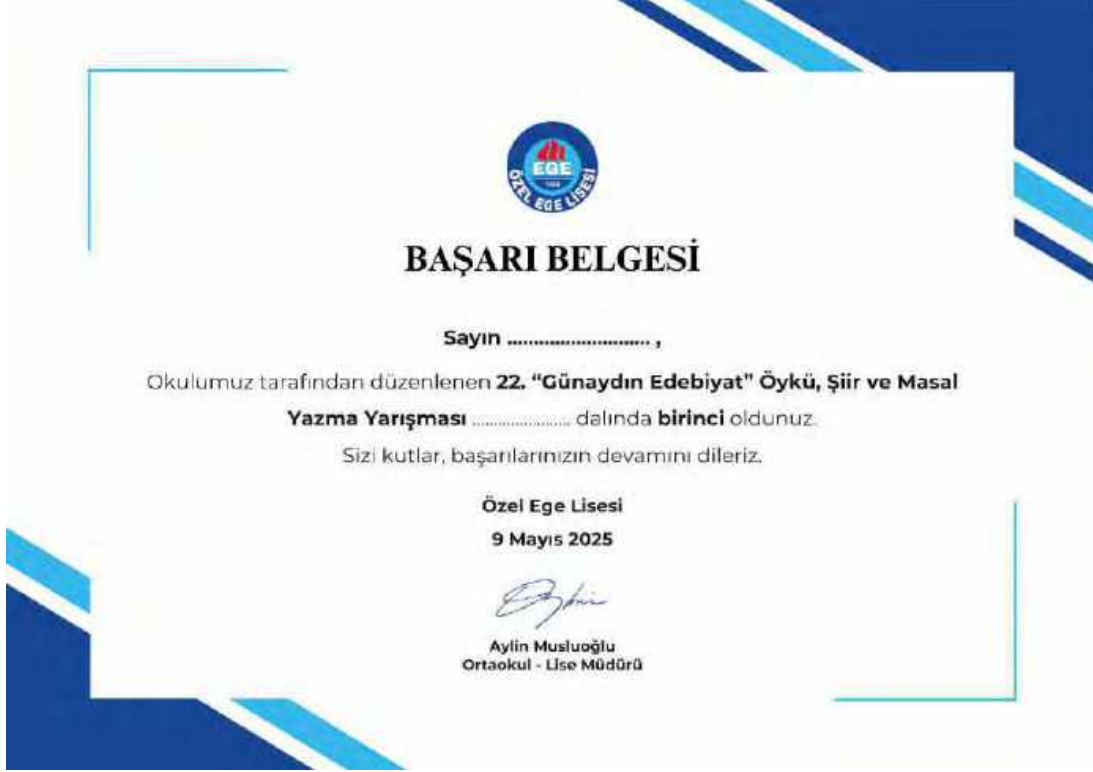 EGE
ÖZEL EGE LİSESİ
BAŞARI BELGESİ
Sayın ............................ ,
Okulumuz tarafından düzenlenen 22. “Günaydın Edebiyat” Öykü, Şiir ve Masal
Yazma Yarışması ........................ dalında birinci oldunuz.
Sizi kutlar, başarılarınızın devamını dileriz.
Özel Ege Lisesi
9 Mayıs 2025
Aylin Musluoğlu
Ortaokul - Lise Müdürü